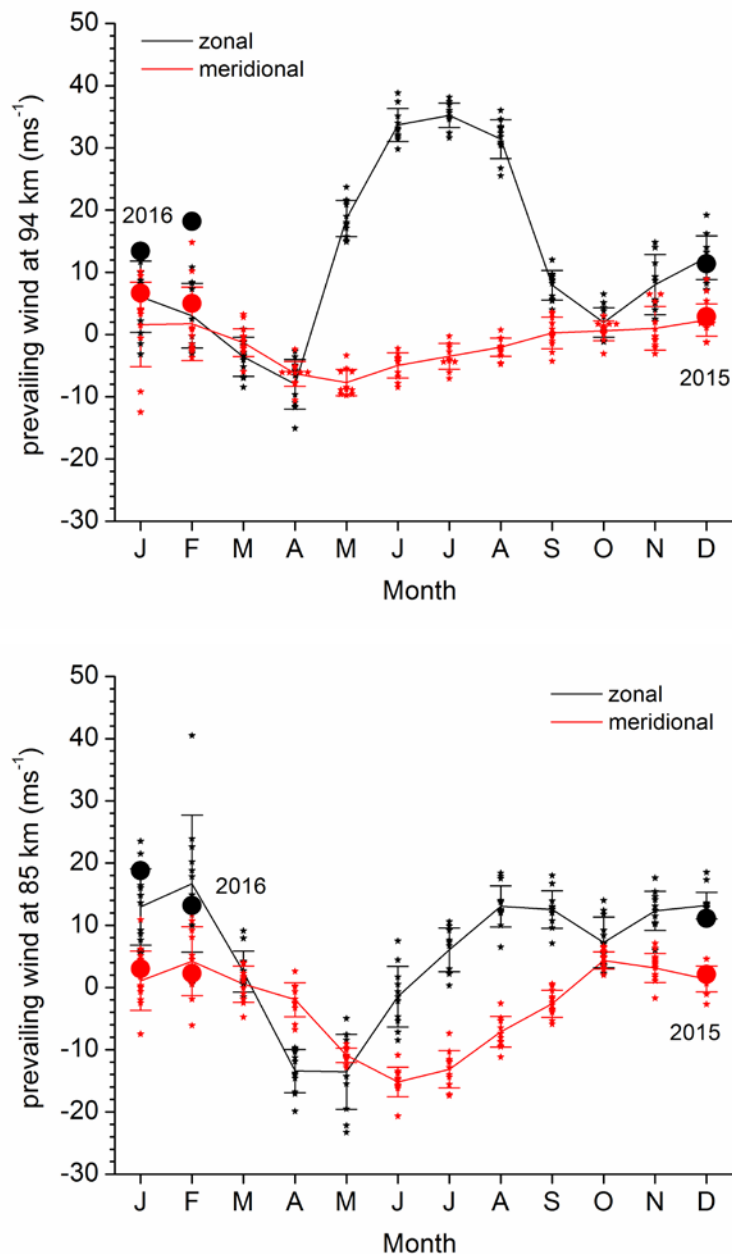 50
40
30
20
10
0
-10
-20
-30
prevailing wind at 94 km (ms⁻¹)
zonal
meridional
2016
2015
J F M A M J J A S O N D
Month
50
40
30
20
10
0
-10
-20
-30
prevailing wind at 85 km (ms⁻¹)
zonal
meridional
2016
2015
J F M A M J J A S O N D
Month